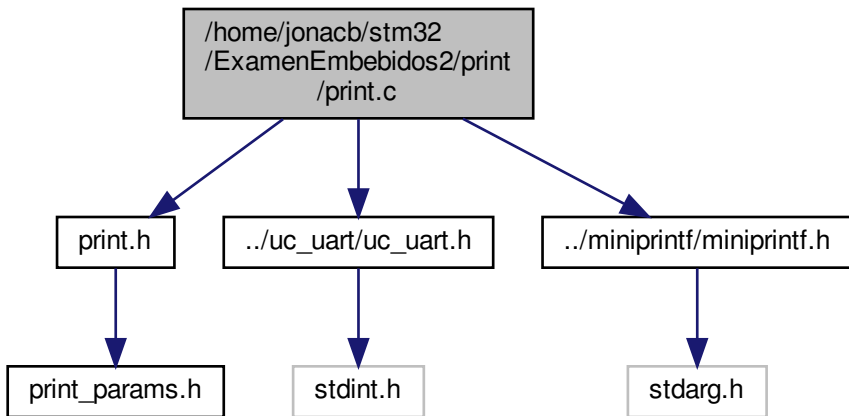 /home/jonacb/stm32
/ExamenEmbebidos2/print
/print.c
print.h
../uc_uart/uc_uart.h
../miniprintf/miniprintf.h
print_params.h
stdint.h
stdarg.h